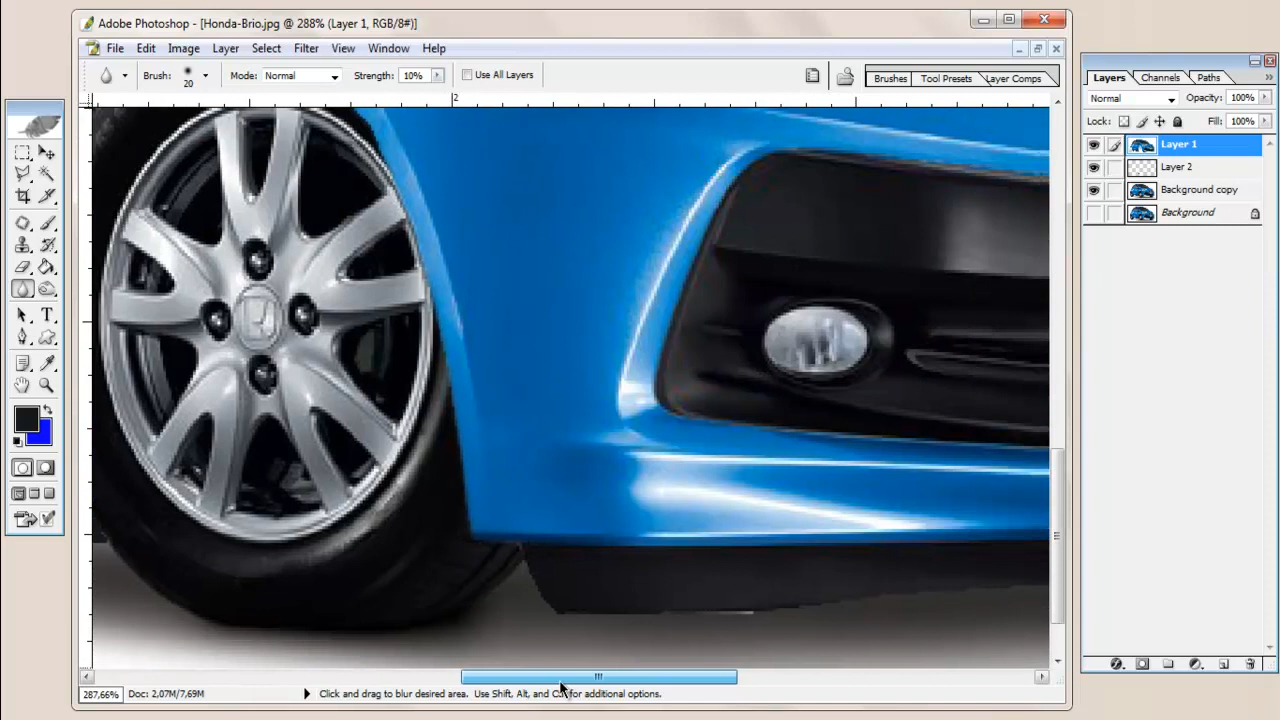 Adobe Photoshop - [Honda-Brio.jpg @ 288% (Layer 1, RGB/8#)]
File Edit Image Layer Select Filter View Window Help
Brush: 20 Mode: Normal Strength: 10% Use All Layers Brushes Tool Presets Layer Comps
2
Layers Channels Paths
Normal Opacity: 100%
Lock: Fill: 100%
Layer 1
Layer 2
Background copy
Background
287,66% Doc: 2,07M/7,69M Click and drag to blur desired area. Use Shift, Alt, and for additional options.